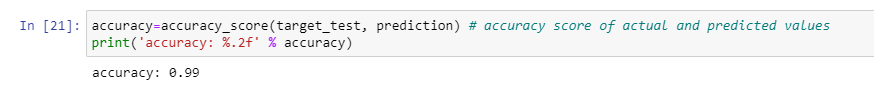 In [21]: accuracy=accuracy_score(target_test, prediction) # accuracy score of actual and predicted values
print('accuracy: %.2f' % accuracy)
accuracy: 0.99